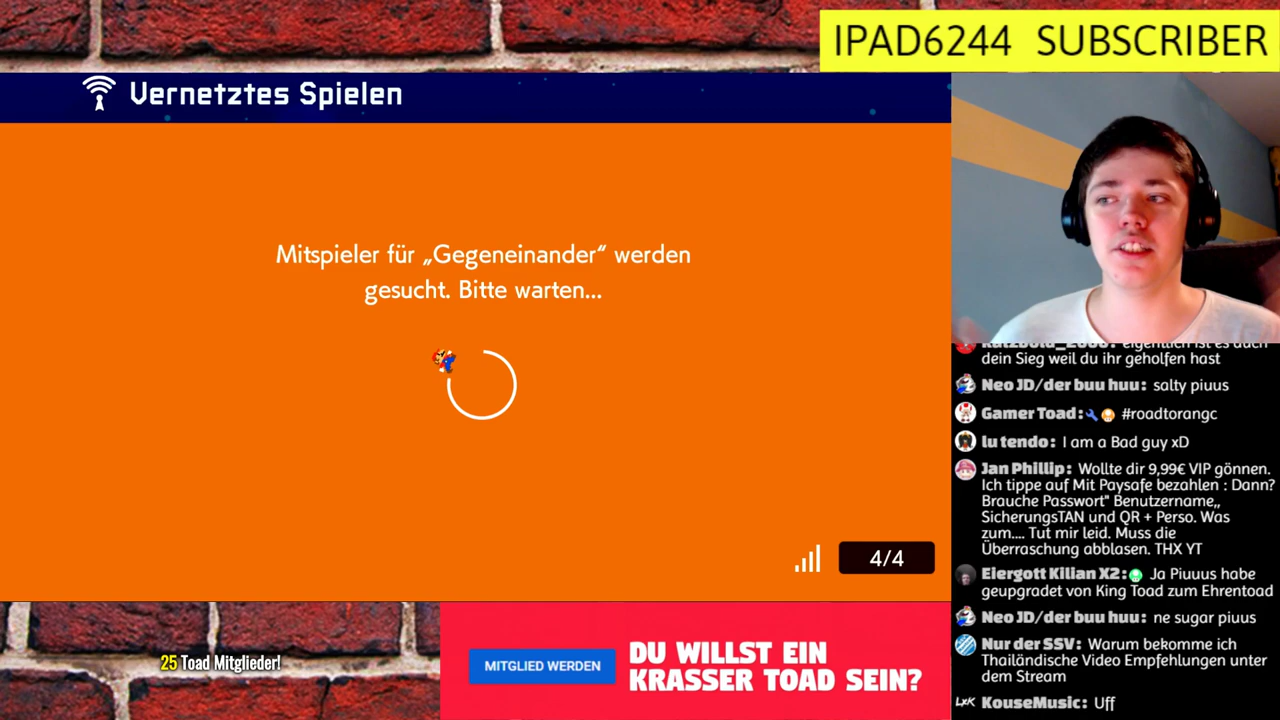 IPAD6244 SUBSCRIBER
Vernetztes Spielen
Mitspieler für „Gegeneinander“ werden
gesucht. Bitte warten...
4/4
eigentlich ist es auch
dein Sieg weil du ihr geholfen hast
Neo JD/der buu huu: salty piuus
Gamer Toad: #roadtorangc
lu tendo: I am a Bad guy xD
Jan Phillip: Wollte dir 9,99€ VIP gönnen.
Ich tippe auf Mit Paysafe bezahlen : Dann?
Brauche Passwort" Benutzername,,
SicherungsTAN und QR + Perso. Was
zum.... Tut mir leid. Muss die
Überraschung abblasen. THX YT
Eiergott Kilian X2: Ja Piuuus habe
geupgradet von King Toad zum Ehrentoad
Neo JD/der buu huu: ne sugar piuus
Nur der SSV: Warum bekomme ich
Thailändische Video Empfehlungen unter
dem Stream
KouseMusic: Uff
25 Toad Mitglieder!
MITGLIED WERDEN
DU WILLST EIN
KRASSER TOAD SEIN?